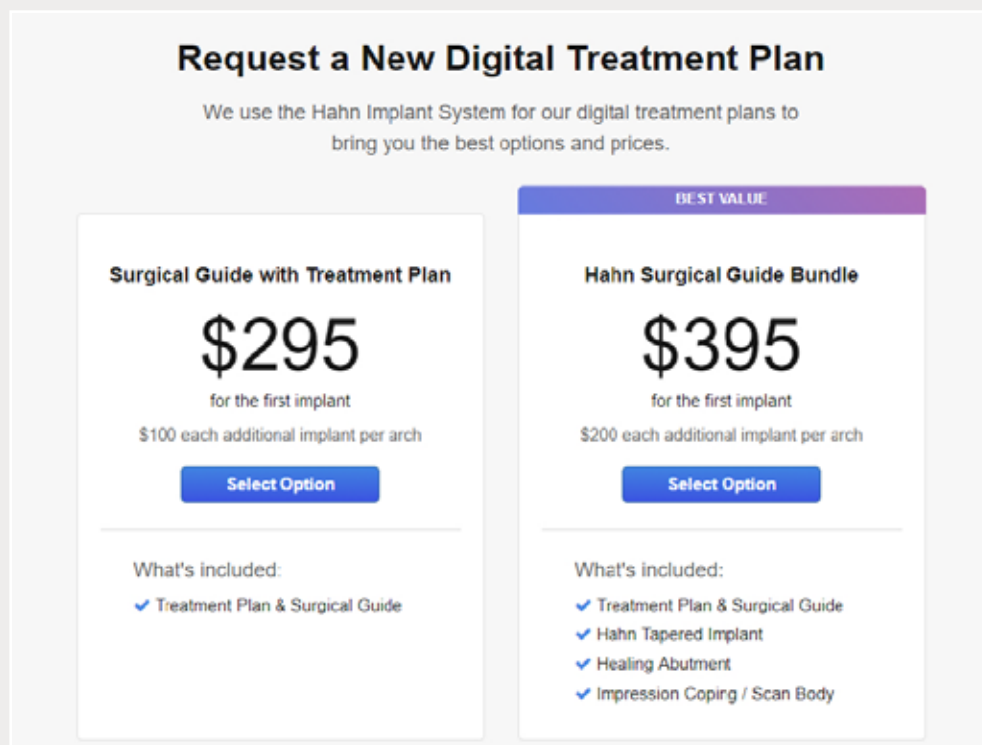 Request a New Digital Treatment Plan
We use the Hahn Implant System for our digital treatment plans to
bring you the best options and prices.
Surgical Guide with Treatment Plan
$295
for the first implant
$100 each additional implant per arch
Select Option
What's included:
Treatment Plan & Surgical Guide
BEST VALUE
Hahn Surgical Guide Bundle
$395
for the first implant
$200 each additional implant per arch
Select Option
What's included:
Treatment Plan & Surgical Guide
Hahn Tapered Implant
Healing Abutment
Impression Coping / Scan Body